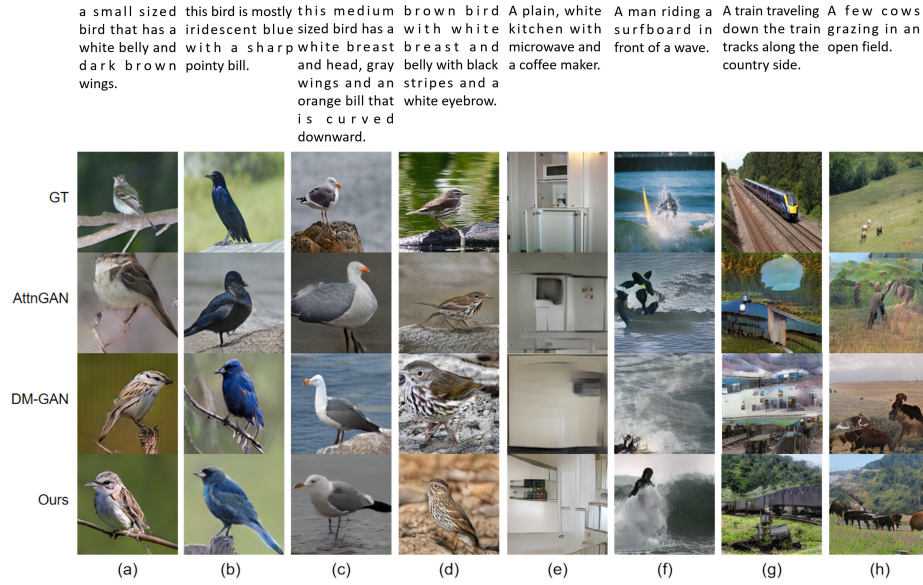 a small sized
bird that has a
white belly and
dark brown
wings.
this bird is mostly
iridescent blue
with a sharp
pointy bill.
this medium
sized bird has a
white breast
and head, gray
wings and an
orange bill that
is curved
downward.
brown bird
with white
breast and
belly with black
stripes and a
white eyebrow.
A plain, white
kitchen with
microwave and
a coffee maker.
A man riding a
surfboard in
front of a wave.
A train traveling
down the train
tracks along the
country side.
A few cows
grazing in an
open field.
GT
AttnGAN
DM-GAN
Ours
(a)
(b)
(c)
(d)
(e)
(f)
(g)
(h)